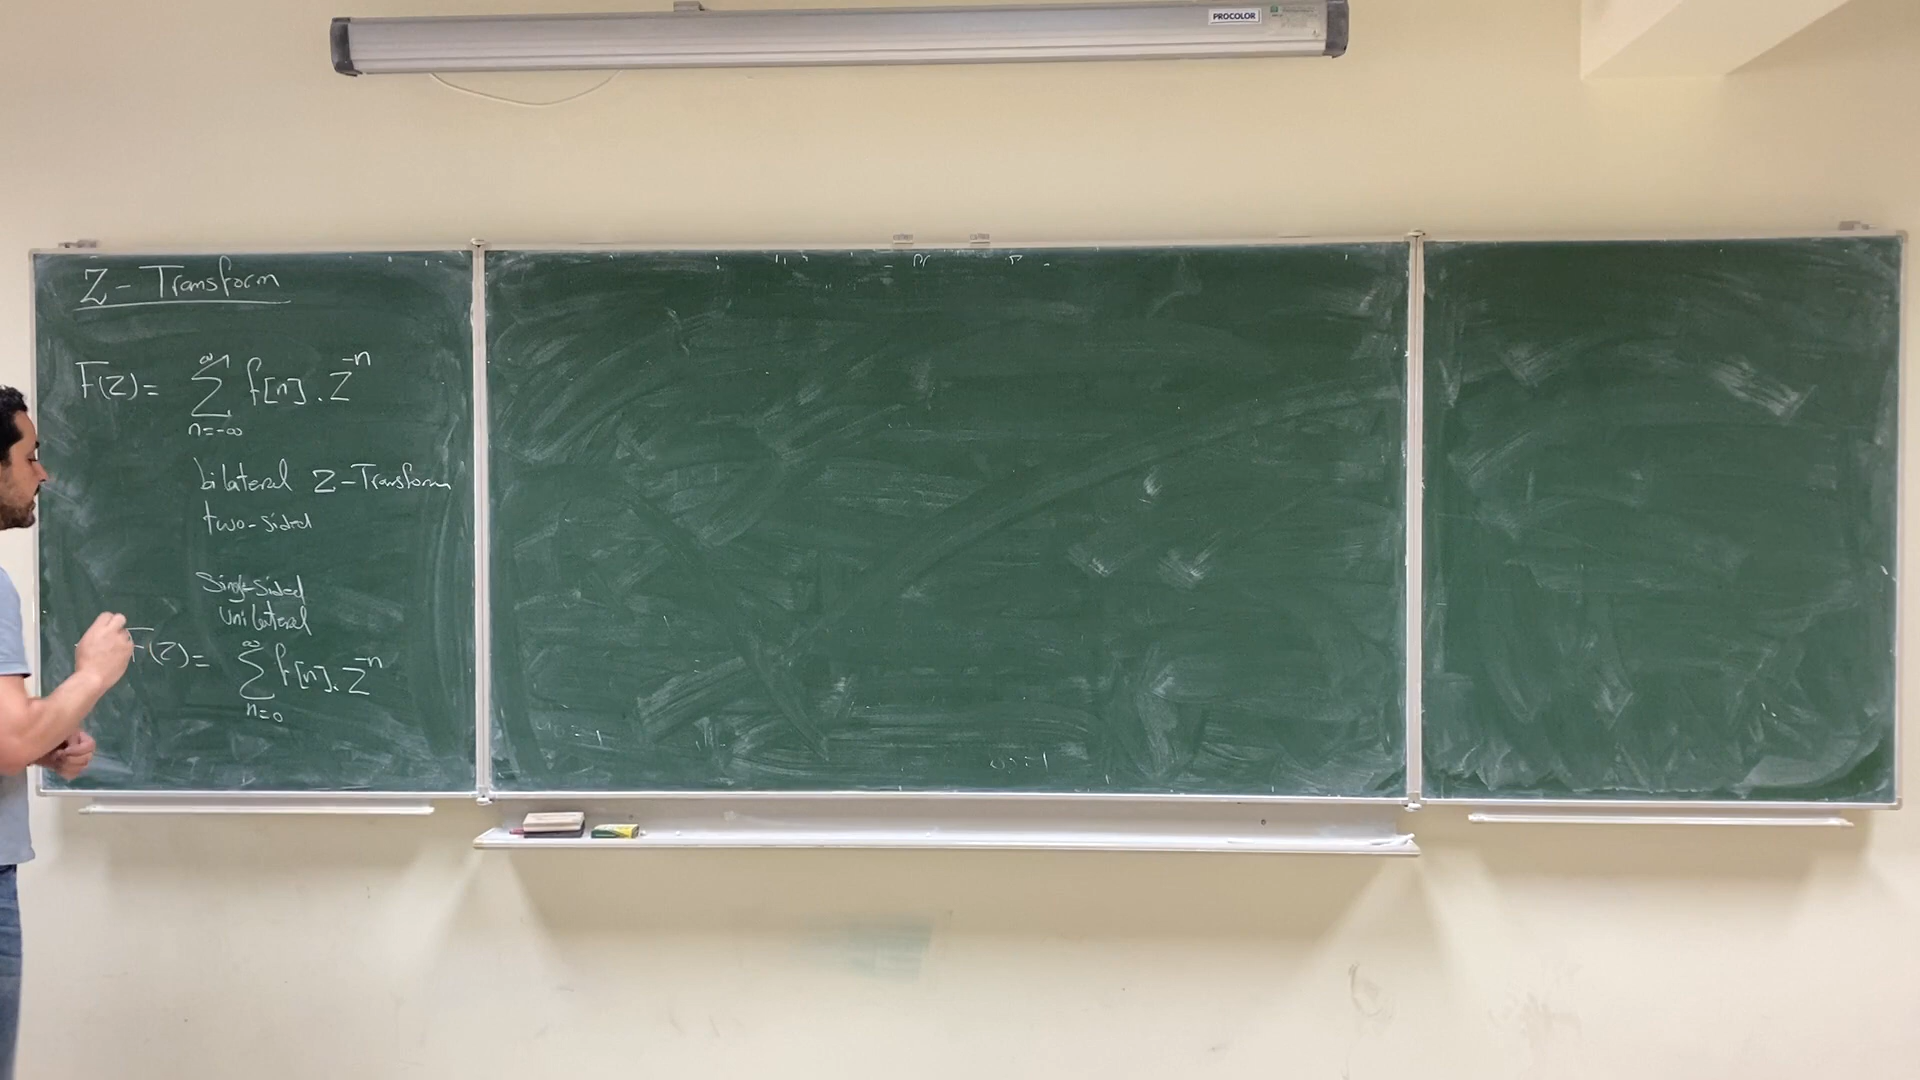 PROCOLOR
Z - Transform
F(Z) = ∞ Σ n=-∞ f[n] . Z^-n
bilateral Z-Transform
two-sided
Single-Sided
Unilateral
F(Z) = ∞ Σ n=0 f[n] . Z^-n